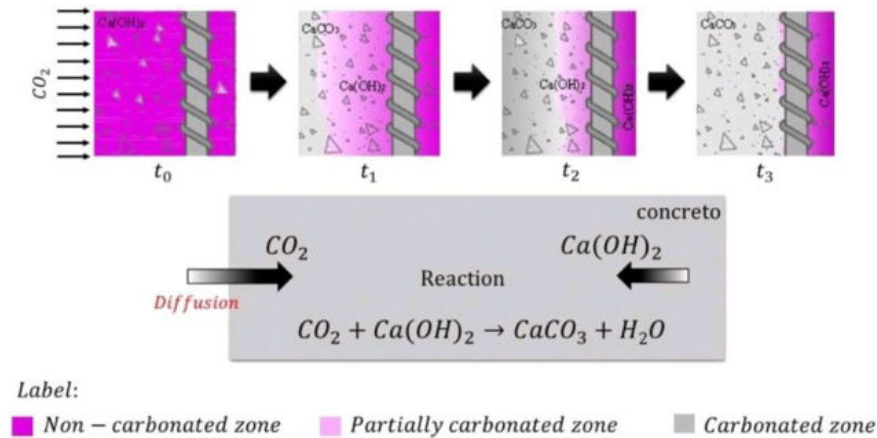 Ca(OH)₂
CaCO₃
Ca(OH)₂
CaCO₃
Ca(OH)₂
Ca(OH)₂
CaCO₃
Ca(OH)₂
CO₂
t₀
t₁
t₂
t₃
concreto
CO₂
Ca(OH)₂
Reaction
Diffusion
CO₂ + Ca(OH)₂ → CaCO₃ + H₂O
Label:
Non − carbonated zone
Partially carbonated zone
Carbonated zone